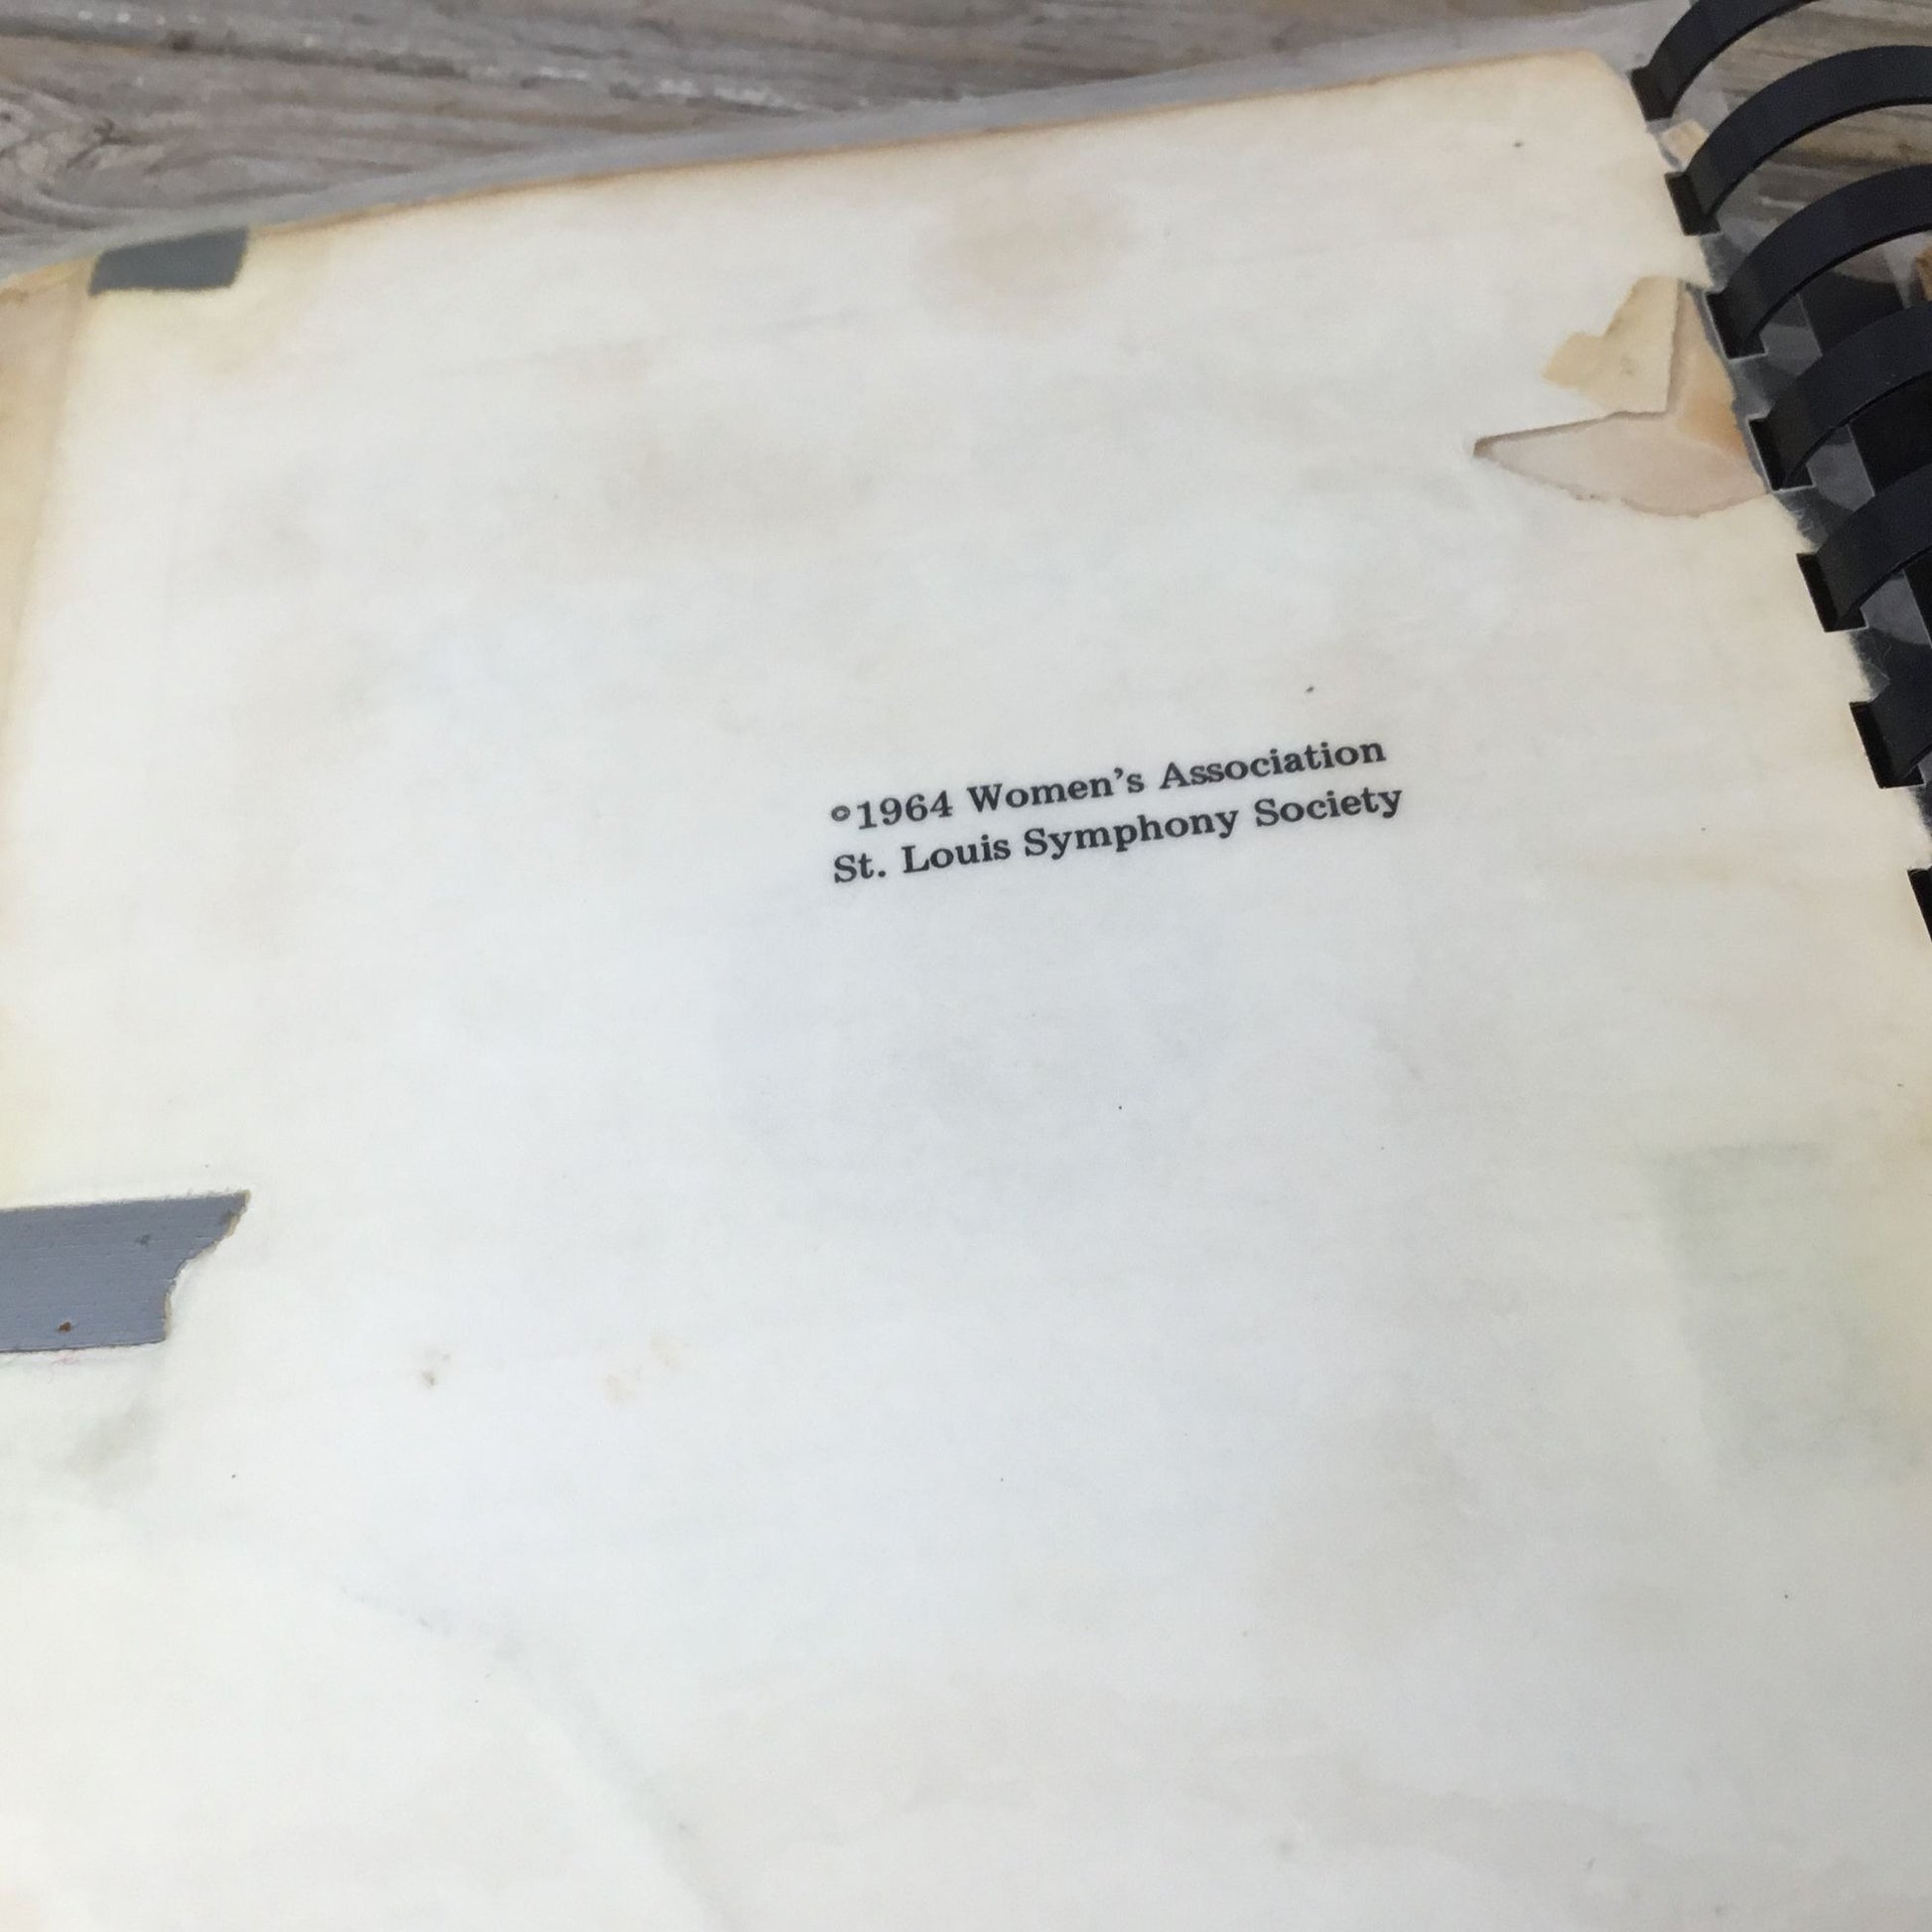 ©1964 Women's Association
St. Louis Symphony Society